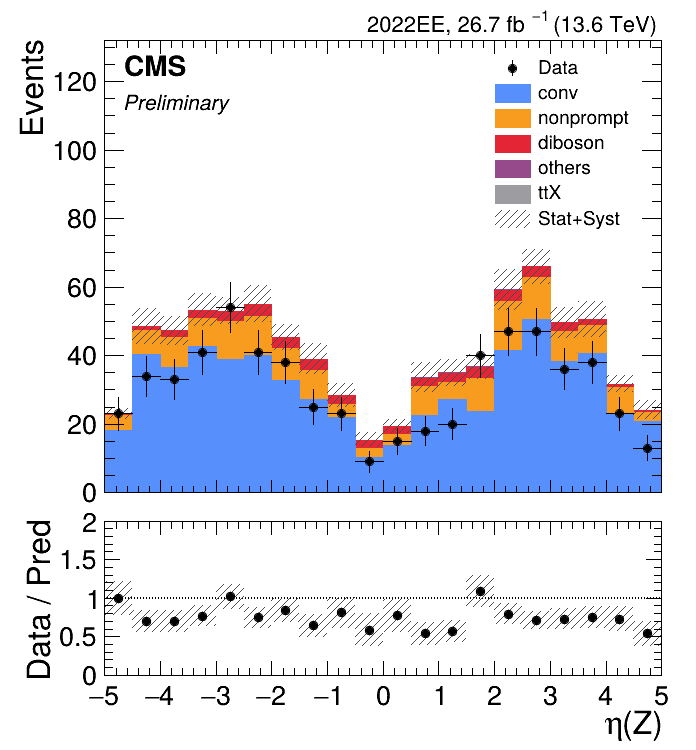 2022EE, 26.7 fb⁻¹ (13.6 TeV)
CMS
Preliminary
Events
Data
conv
nonprompt
diboson
others
ttX
Stat+Syst
120
100
80
60
40
20
0
Data / Pred
2
1.5
1
0.5
0
−5 −4 −3 −2 −1 0 1 2 3 4 5
η(Z)